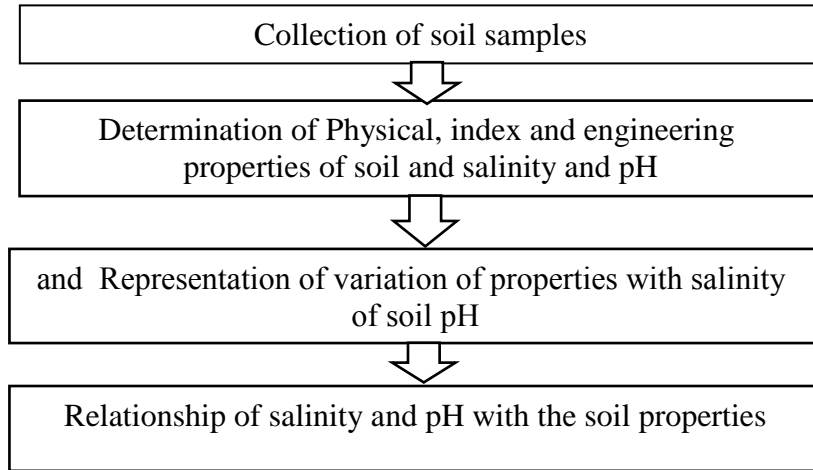 Collection of soil samples
Determination of Physical, index and engineering
properties of soil and salinity and pH
and Representation of variation of properties with salinity
of soil pH
Relationship of salinity and pH with the soil properties